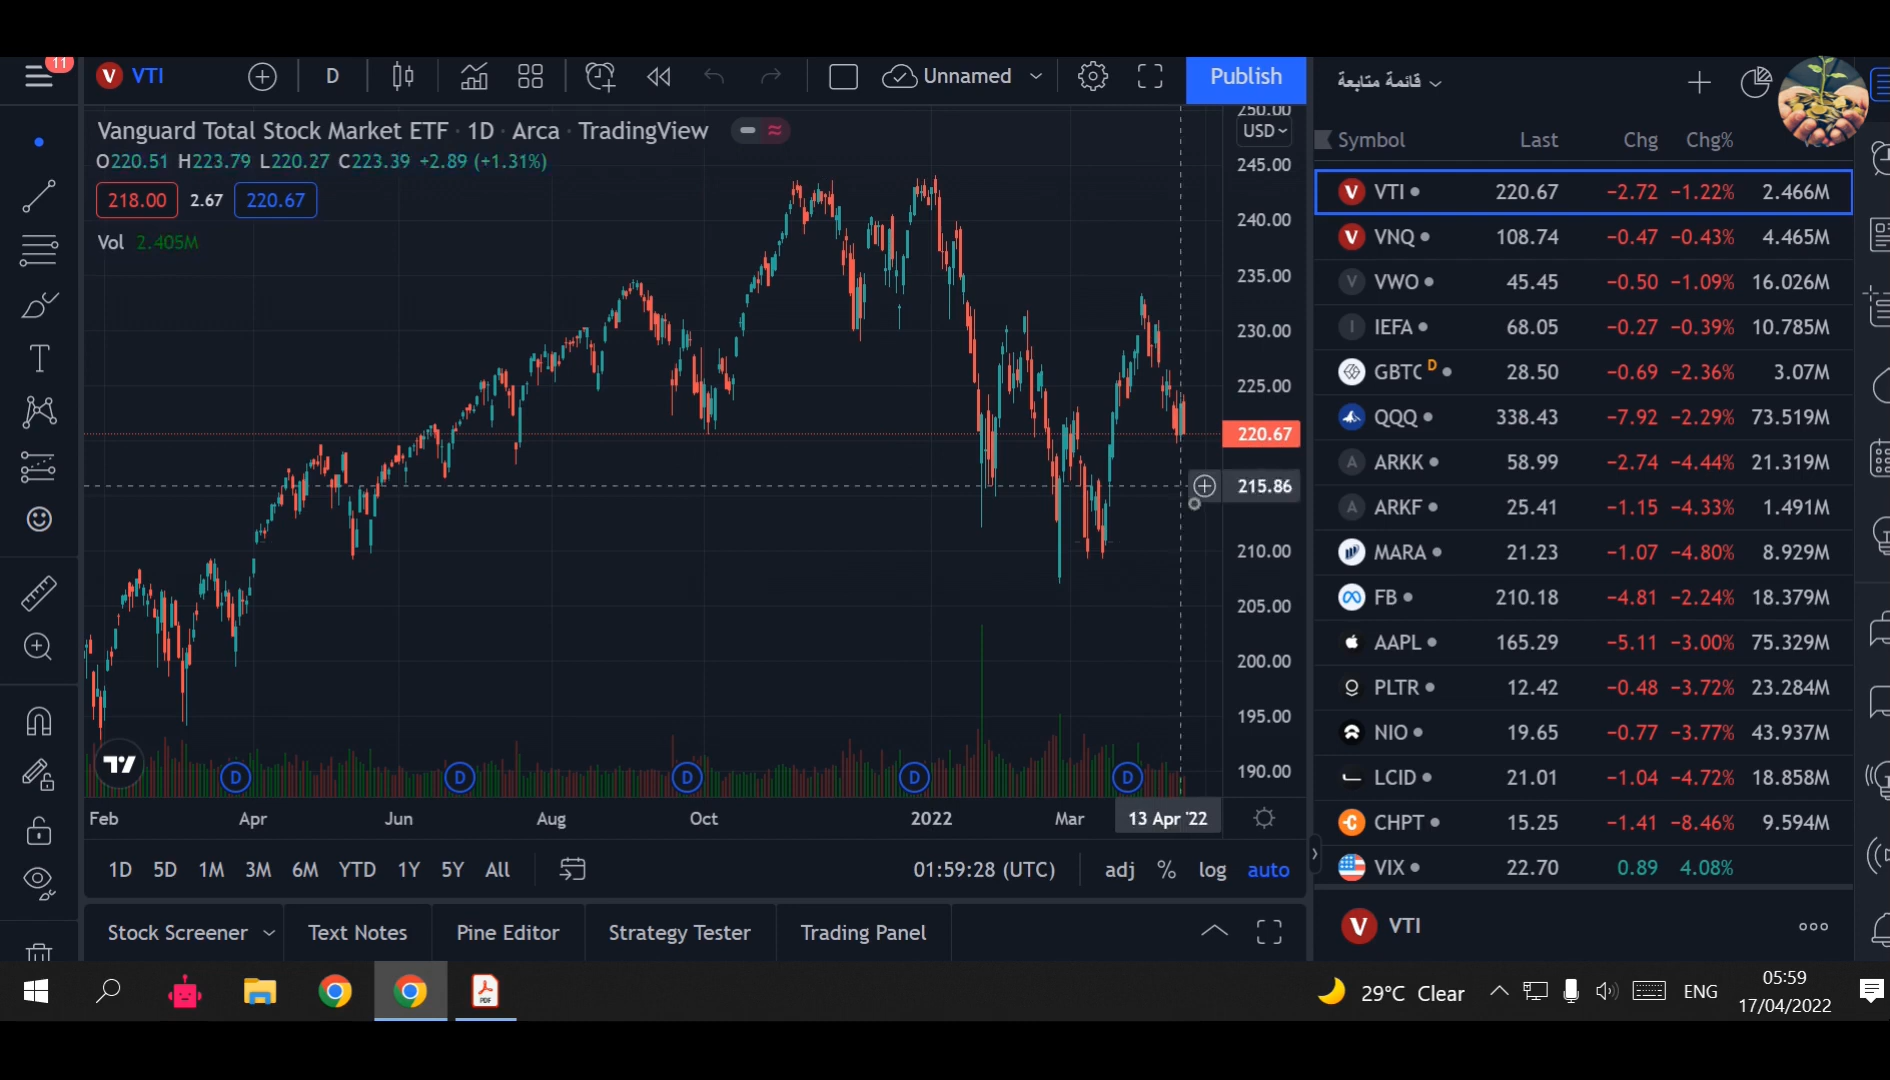 11
VTI
D
Unnamed
Publish
Vanguard Total Stock Market ETF · 1D · Arca · TradingView
O220.51 H223.79 L220.27 C223.39 +2.89 (+1.31%)
218.00 2.67 220.67
Vol 2.405M
250.00
USD
245.00
240.00
235.00
230.00
225.00
220.67
215.86
210.00
205.00
200.00
195.00
190.00
D D D D D
Feb Apr Jun Aug Oct 2022 Mar 13 Apr '22
1D 5D 1M 3M 6M YTD 1Y 5Y All
01:59:28 (UTC) adj % log auto
Stock Screener Text Notes Pine Editor Strategy Tester Trading Panel
قائمة متابعة
Symbol Last Chg Chg%
VTI 220.67 −2.72 −1.22% 2.466M
VNQ 108.74 −0.47 −0.43% 4.465M
VWO 45.45 −0.50 −1.09% 16.026M
IEFA 68.05 −0.27 −0.39% 10.785M
GBTC D 28.50 −0.69 −2.36% 3.07M
QQQ 338.43 −7.92 −2.29% 73.519M
ARKK 58.99 −2.74 −4.44% 21.319M
ARKF 25.41 −1.15 −4.33% 1.491M
MARA 21.23 −1.07 −4.80% 8.929M
FB 210.18 −4.81 −2.24% 18.379M
AAPL 165.29 −5.11 −3.00% 75.329M
PLTR 12.42 −0.48 −3.72% 23.284M
NIO 19.65 −0.77 −3.77% 43.937M
LCID 21.01 −1.04 −4.72% 18.858M
CHPT 15.25 −1.41 −8.46% 9.594M
VIX 22.70 0.89 4.08%
VTI
29°C Clear
ENG
05:59
17/04/2022